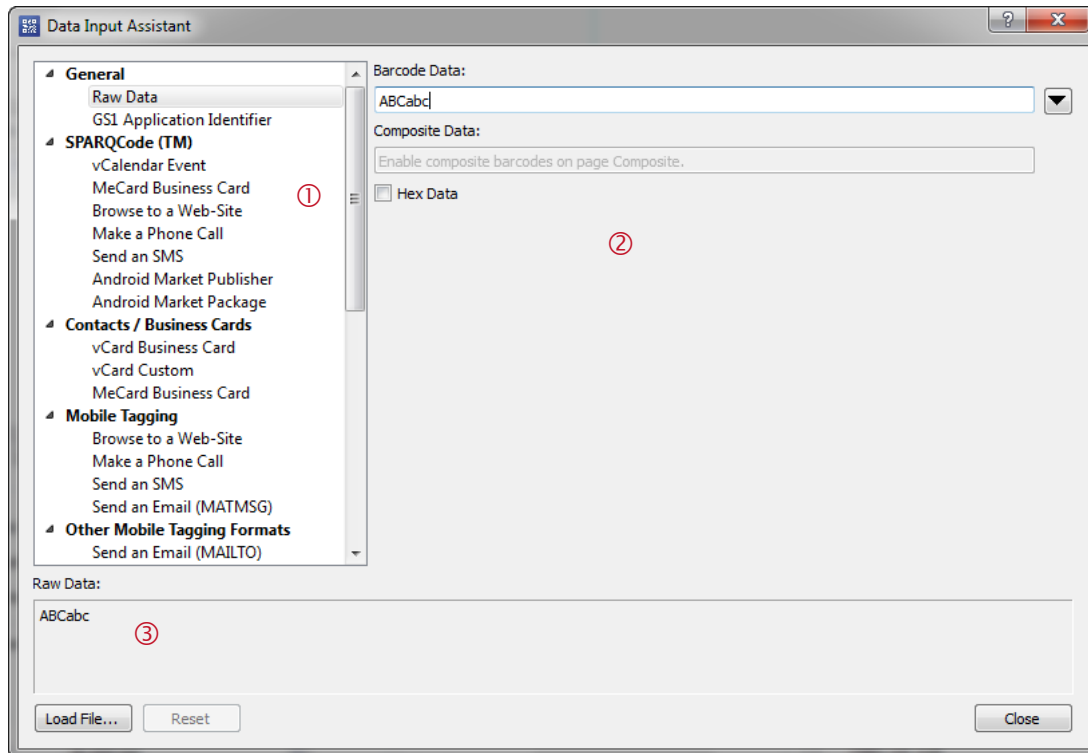 Data Input Assistant
General
Raw Data
GS1 Application Identifier
SPARQCode (TM)
vCalendar Event
MeCard Business Card
Browse to a Web-Site
Make a Phone Call
Send an SMS
Android Market Publisher
Android Market Package
Contacts / Business Cards
vCard Business Card
vCard Custom
MeCard Business Card
Mobile Tagging
Browse to a Web-Site
Make a Phone Call
Send an SMS
Send an Email (MATMSG)
Other Mobile Tagging Formats
Send an Email (MAILTO)
①
Barcode Data:
ABCabc
Composite Data:
Enable composite barcodes on page Composite.
Hex Data
②
Raw Data:
ABCabc
③
Load File...
Reset
Close